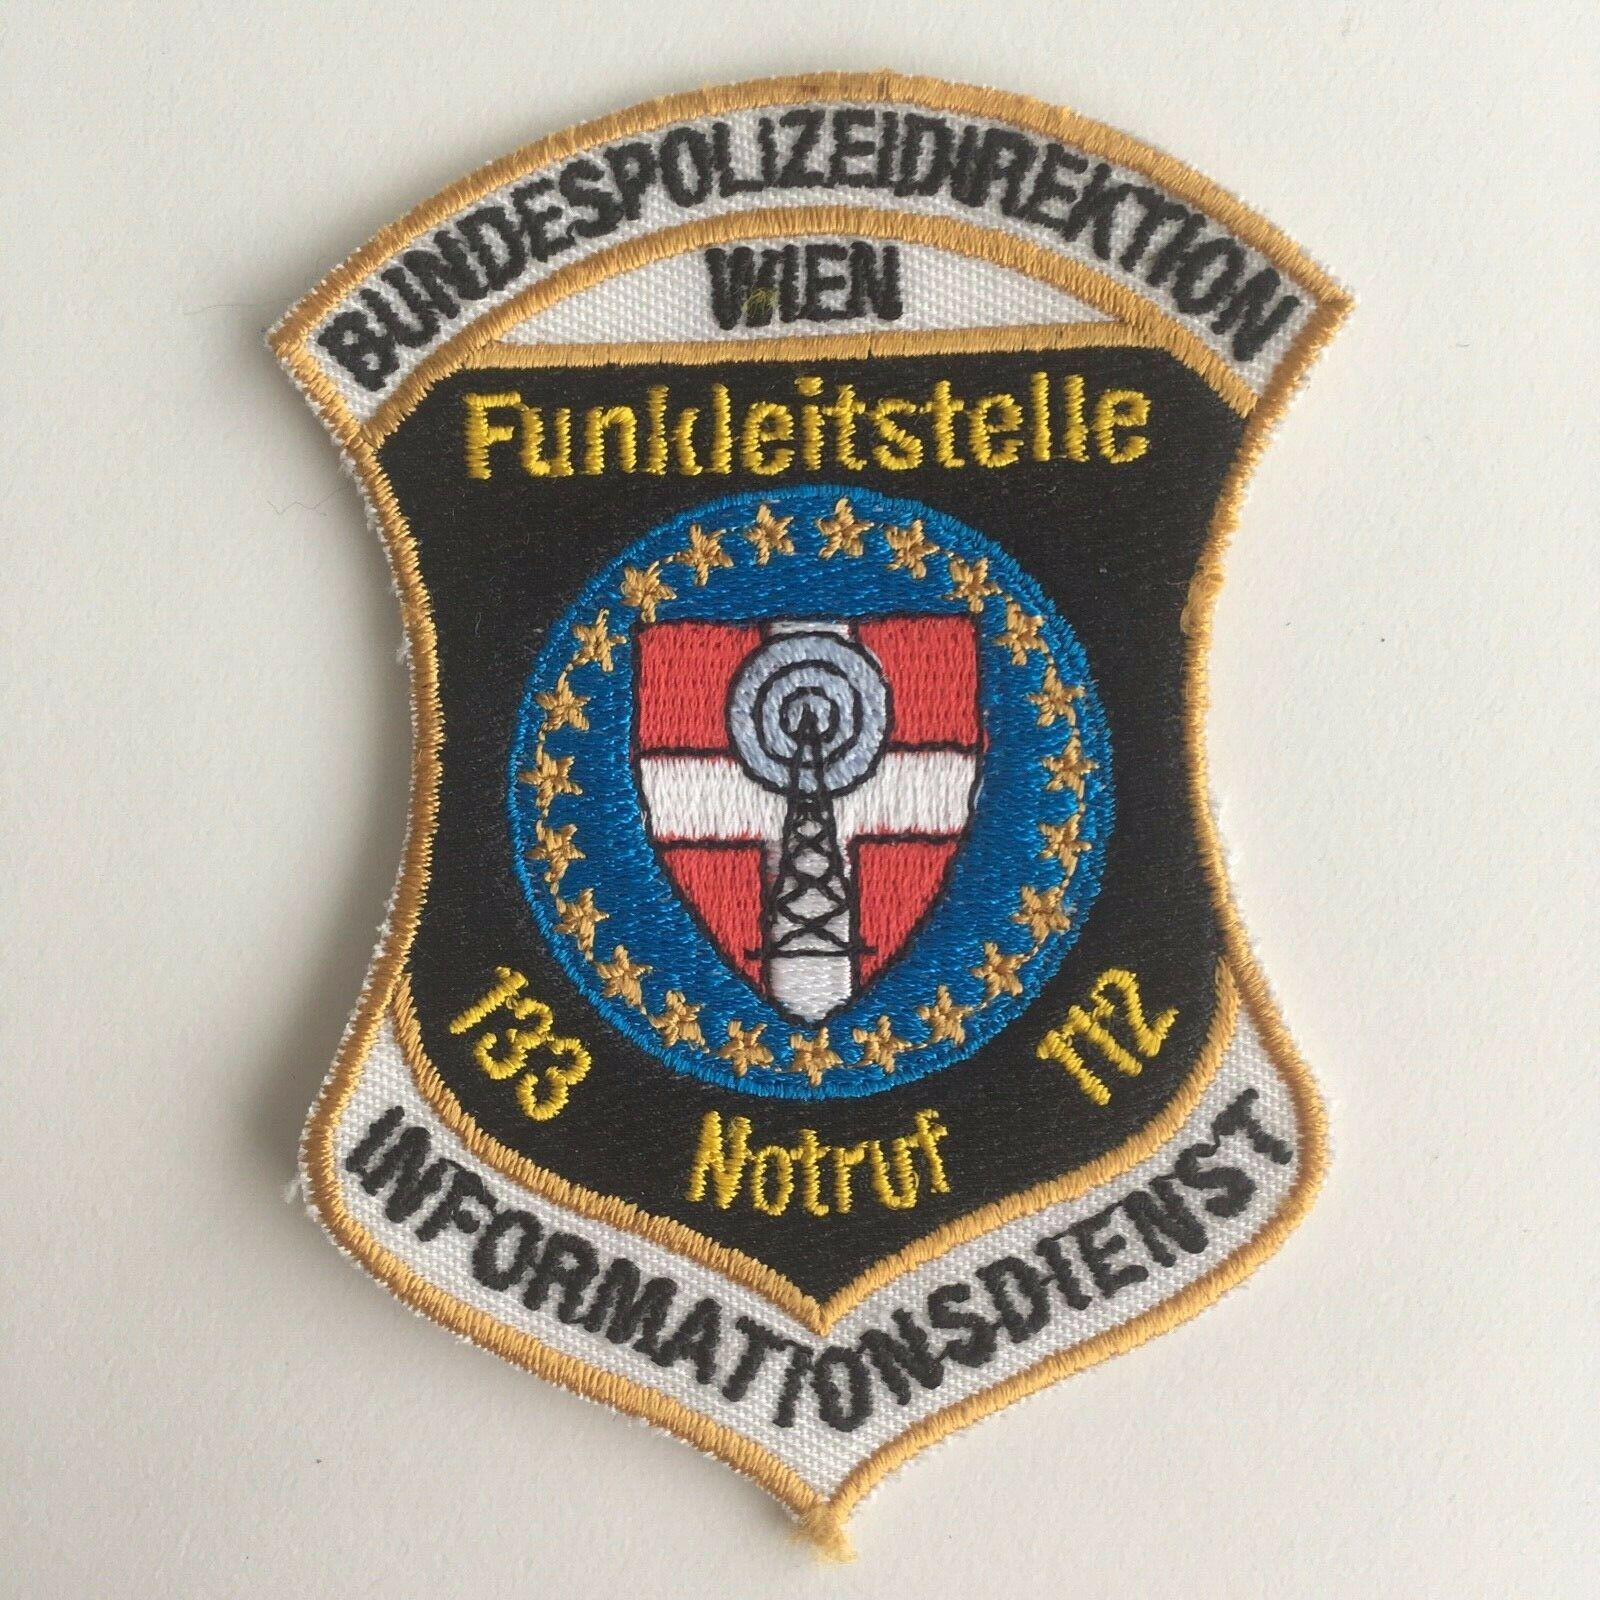 BUNDESPOLIZEIDIREKTION
WIEN
Funkleitstelle
133
112
Notruf
INFORMATIONSDIENST